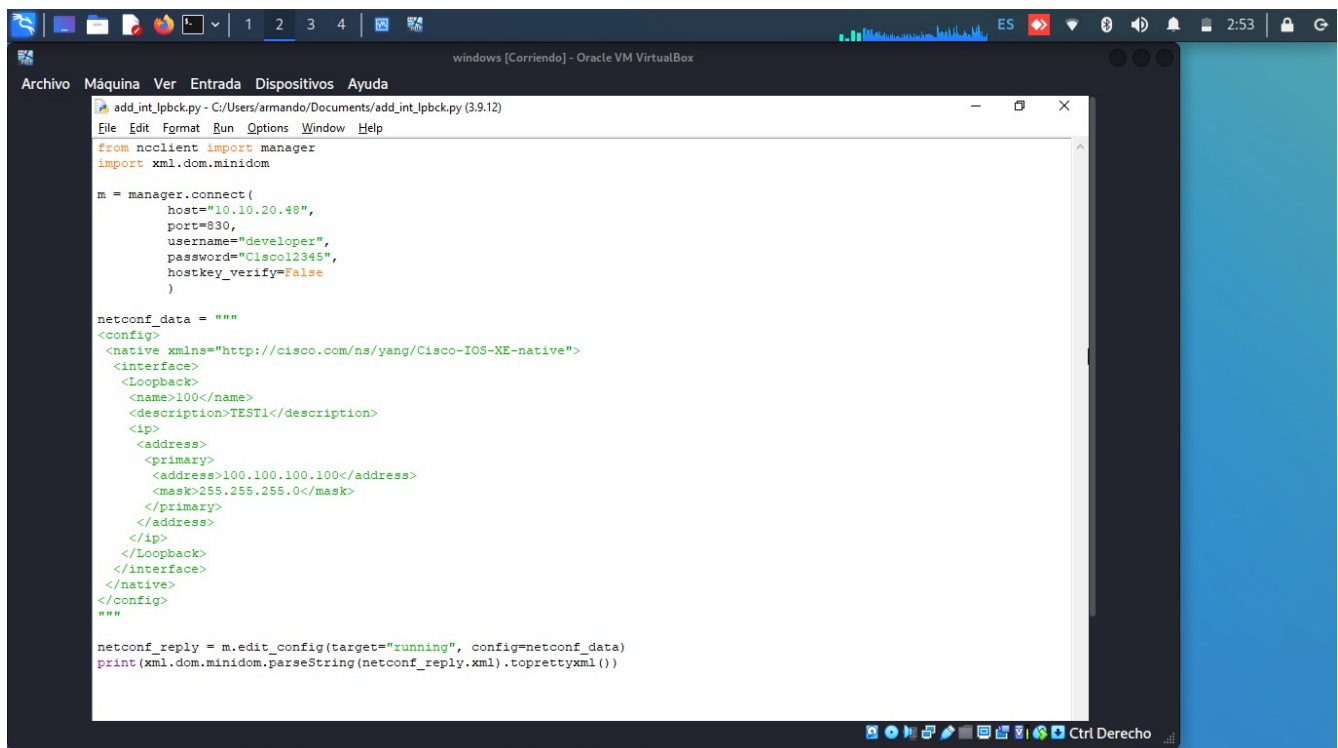 1 2 3 4 ES 2:53
windows [Corriendo] - Oracle VM VirtualBox
Archivo Máquina Ver Entrada Dispositivos Ayuda
add_int_lpbck.py - C:/Users/armando/Documents/add_int_lpbck.py (3.9.12)
File Edit Format Run Options Window Help
from ncclient import manager
import xml.dom.minidom
m = manager.connect(
host="10.10.20.48",
port=830,
username="developer",
password="C1sco12345",
hostkey_verify=False
)
netconf_data = """
<config>
<native xmlns="http://cisco.com/ns/yang/Cisco-IOS-XE-native">
<interface>
<Loopback>
<name>100</name>
<description>TEST1</description>
<ip>
<address>
<primary>
<address>100.100.100.100</address>
<mask>255.255.255.0</mask>
</primary>
</address>
</ip>
</Loopback>
</interface>
</native>
</config>
"""
netconf_reply = m.edit_config(target="running", config=netconf_data)
print(xml.dom.minidom.parseString(netconf_reply.xml).toprettyxml())
Ctrl Derecho